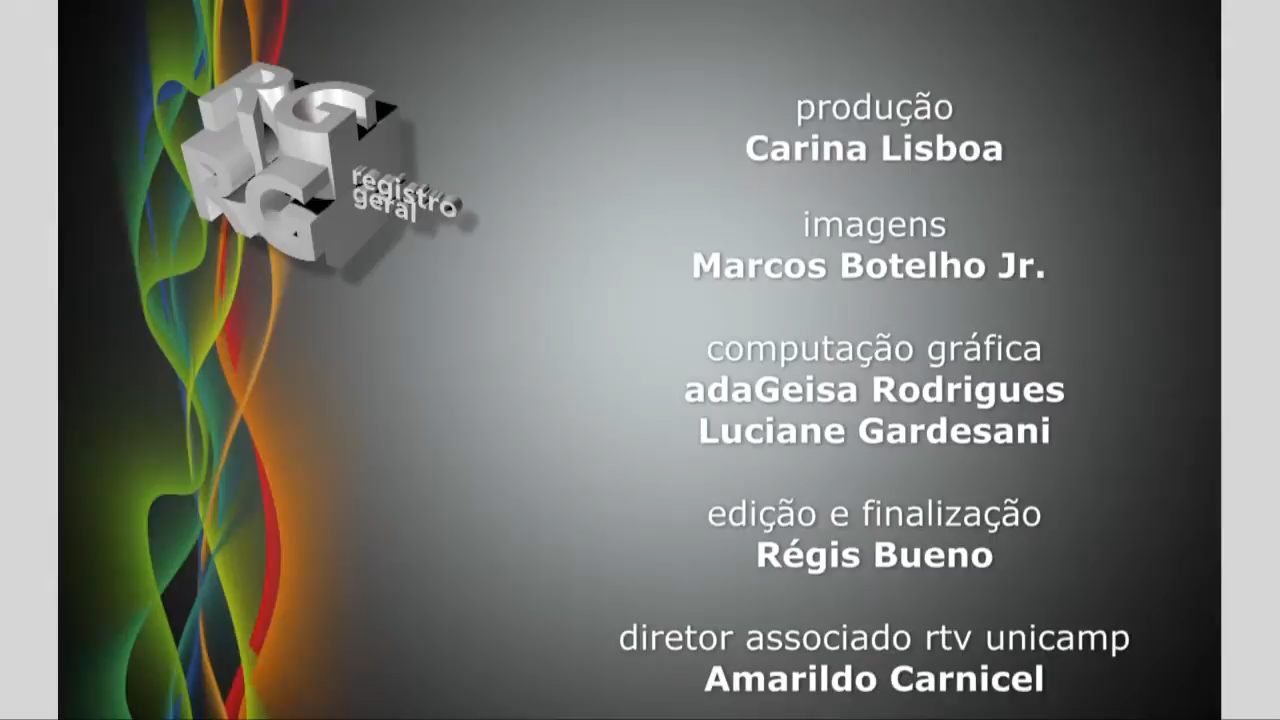 RG
RG
registro
geral
produção
Carina Lisboa
imagens
Marcos Botelho Jr.
computação gráfica
adaGeisa Rodrigues
Luciane Gardesani
edição e finalização
Régis Bueno
diretor associado rtv unicamp
Amarildo Carnicel